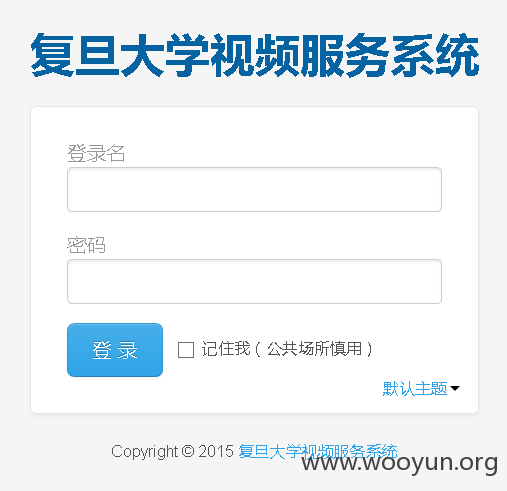 复旦大学视频服务系统
登录名
密码
登 录 记住我（公共场所慎用）
默认主题
Copyright © 2015 复旦大学视频服务系统
www.wooyun.org